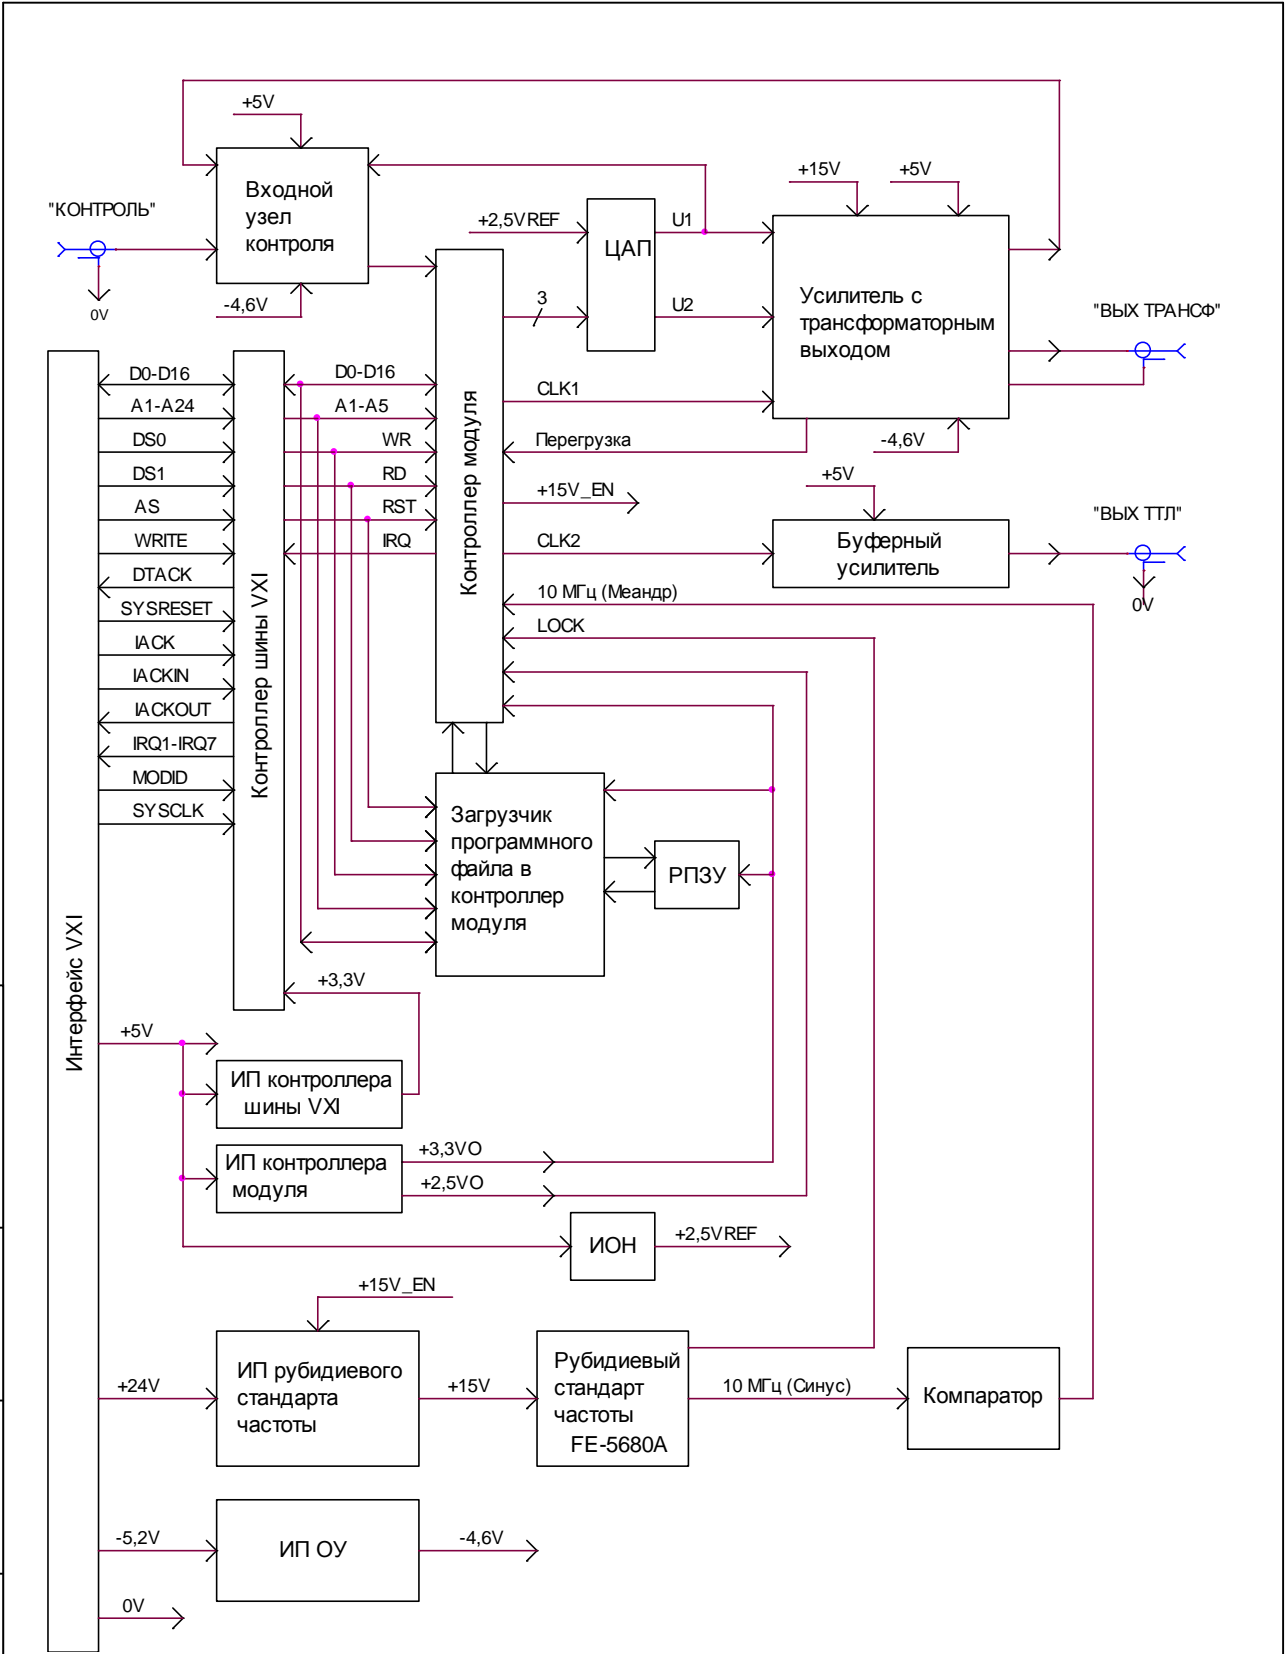 +5V
Входной
узел
контроля
-4,6V
"КОНТРОЛЬ"
0V
+2,5VREF
ЦАП
U1
U2
3
+15V
+5V
Усилитель с
трансформаторным
выходом
-4,6V
"ВЫХ ТРАНСФ"
Контроллер модуля
CLK1
Перегрузка
+15V_EN
CLK2
10 МГц (Меандр)
LOCK
+5V
Буферный
усилитель
"ВЫХ ТТЛ"
0V
Интерфейс VXI
D0-D16
A1-A24
DS0
DS1
AS
WRITE
DTACK
SYSRESET
IACK
IACKIN
IACKOUT
IRQ1-IRQ7
MODID
SYSCLK
Контроллер шины VXI
D0-D16
A1-A5
WR
RD
RST
IRQ
Загрузчик
программного
файла в
контроллер
модуля
РПЗУ
+3,3V
+5V
ИП контроллера
шины VXI
ИП контроллера
модуля
+3,3VO
+2,5VO
ИОН
+2,5VREF
+15V_EN
+24V
ИП рубидиевого
стандарта
частоты
+15V
Рубидиевый
стандарт
частоты
FE-5680A
10 МГц (Синус)
Компаратор
-5,2V
ИП ОУ
-4,6V
0V